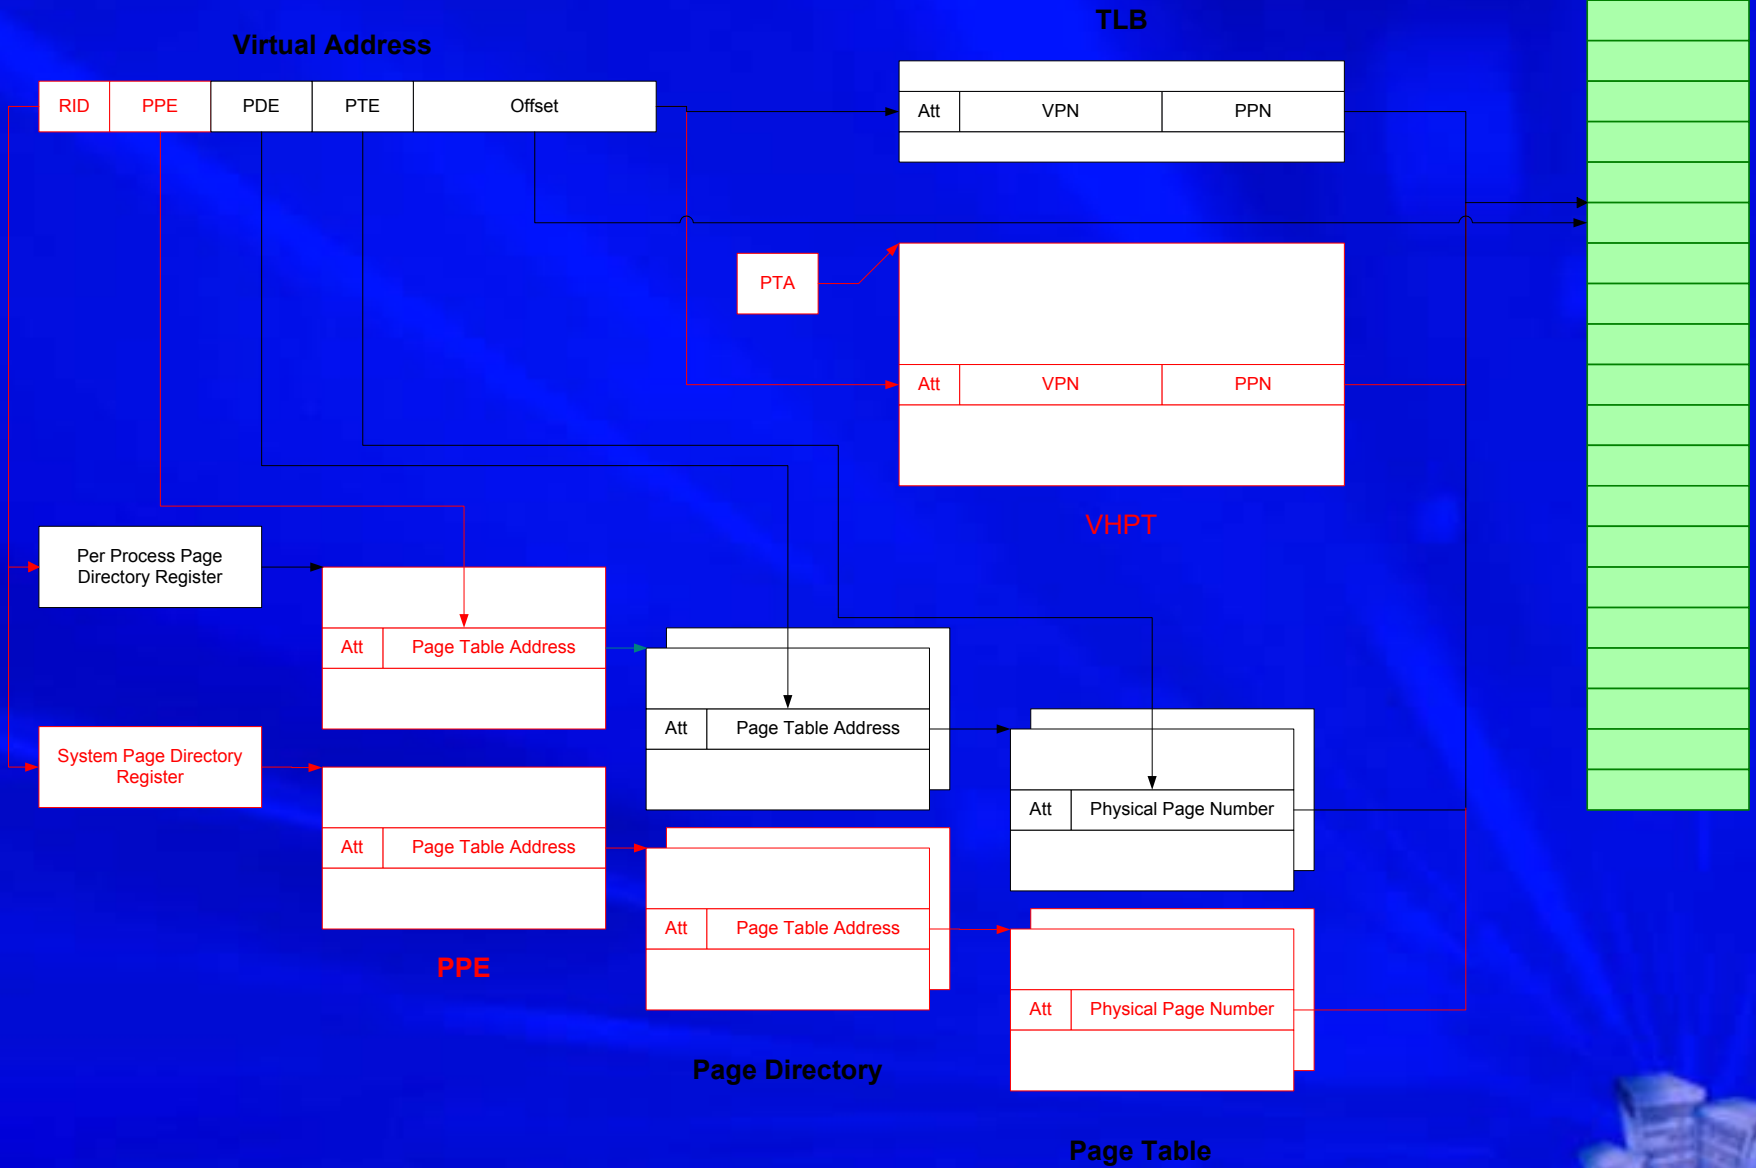 TLB
Virtual Address
RID PPE PDE PTE Offset
Att VPN PPN
PTA
Att VPN PPN
VHPT
Per Process Page
Directory Register
Att Page Table Address
Att Page Table Address
Att Physical Page Number
System Page Directory
Register
Att Page Table Address
Att Page Table Address
Att Physical Page Number
PPE
Page Directory
Page Table